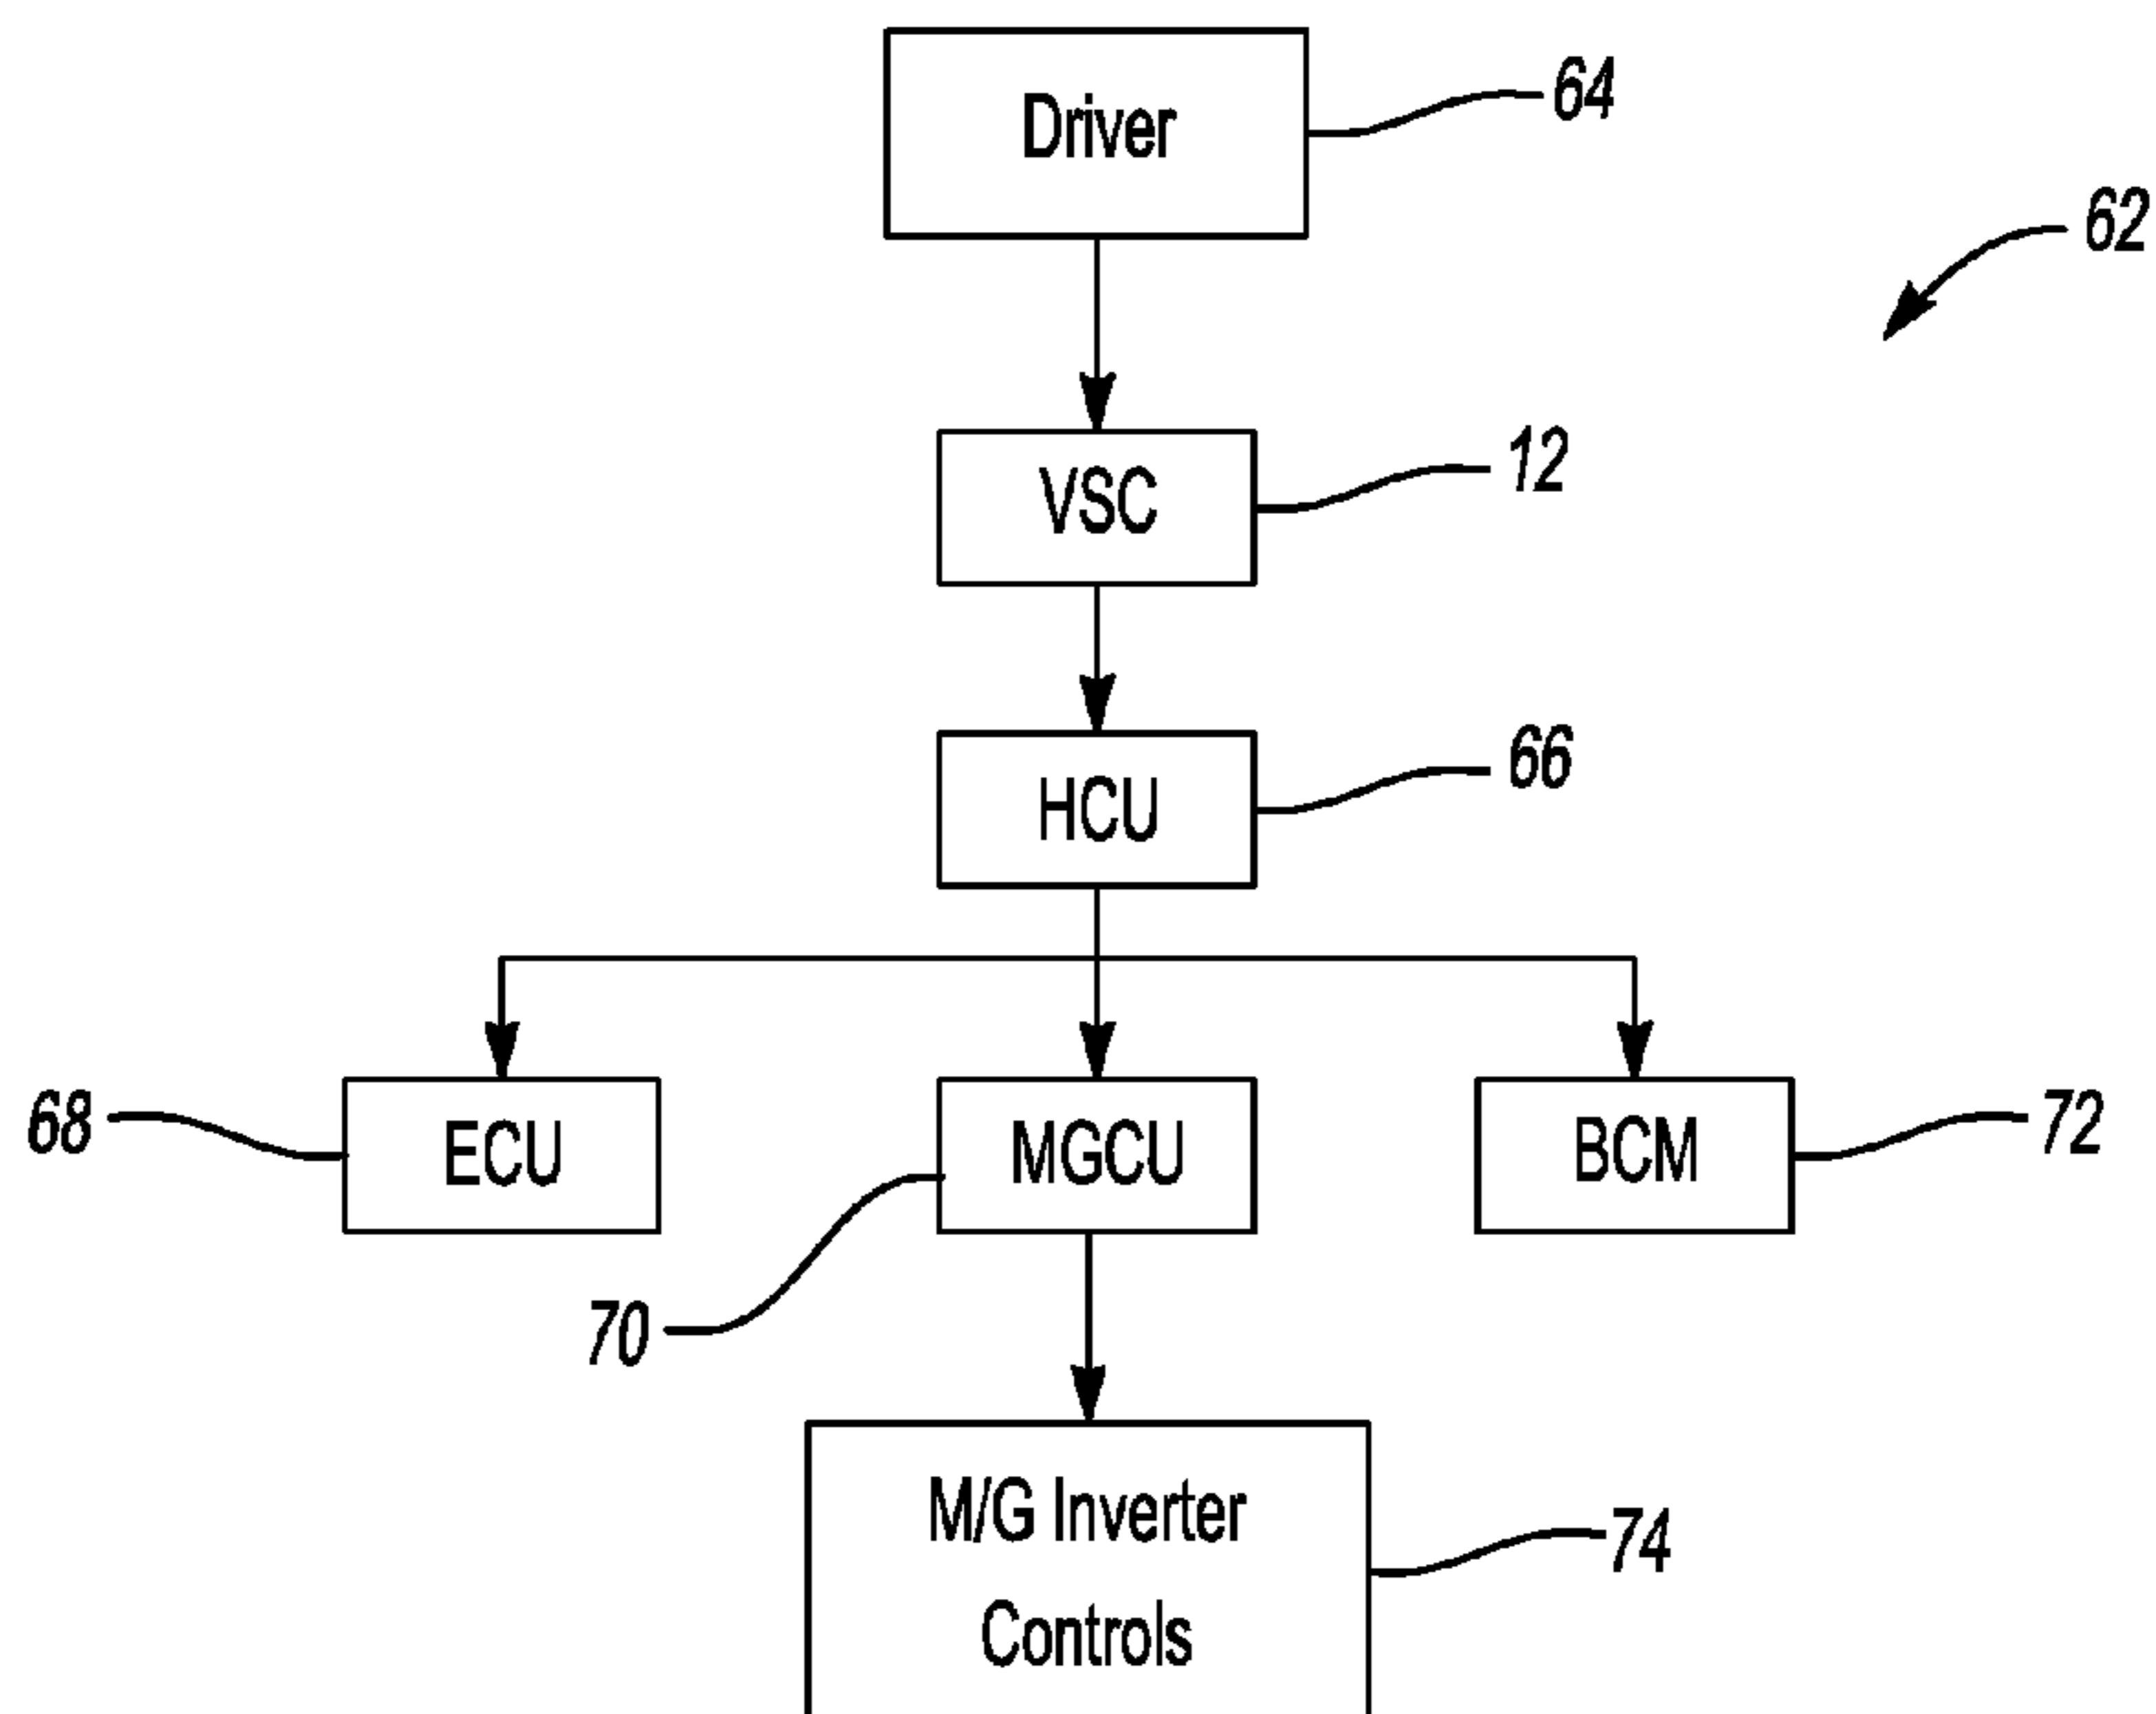 Driver
64
62
VSC
12
HCU
66
68
ECU
MGCU
BCM
72
70
M/G Inverter
74
Controls